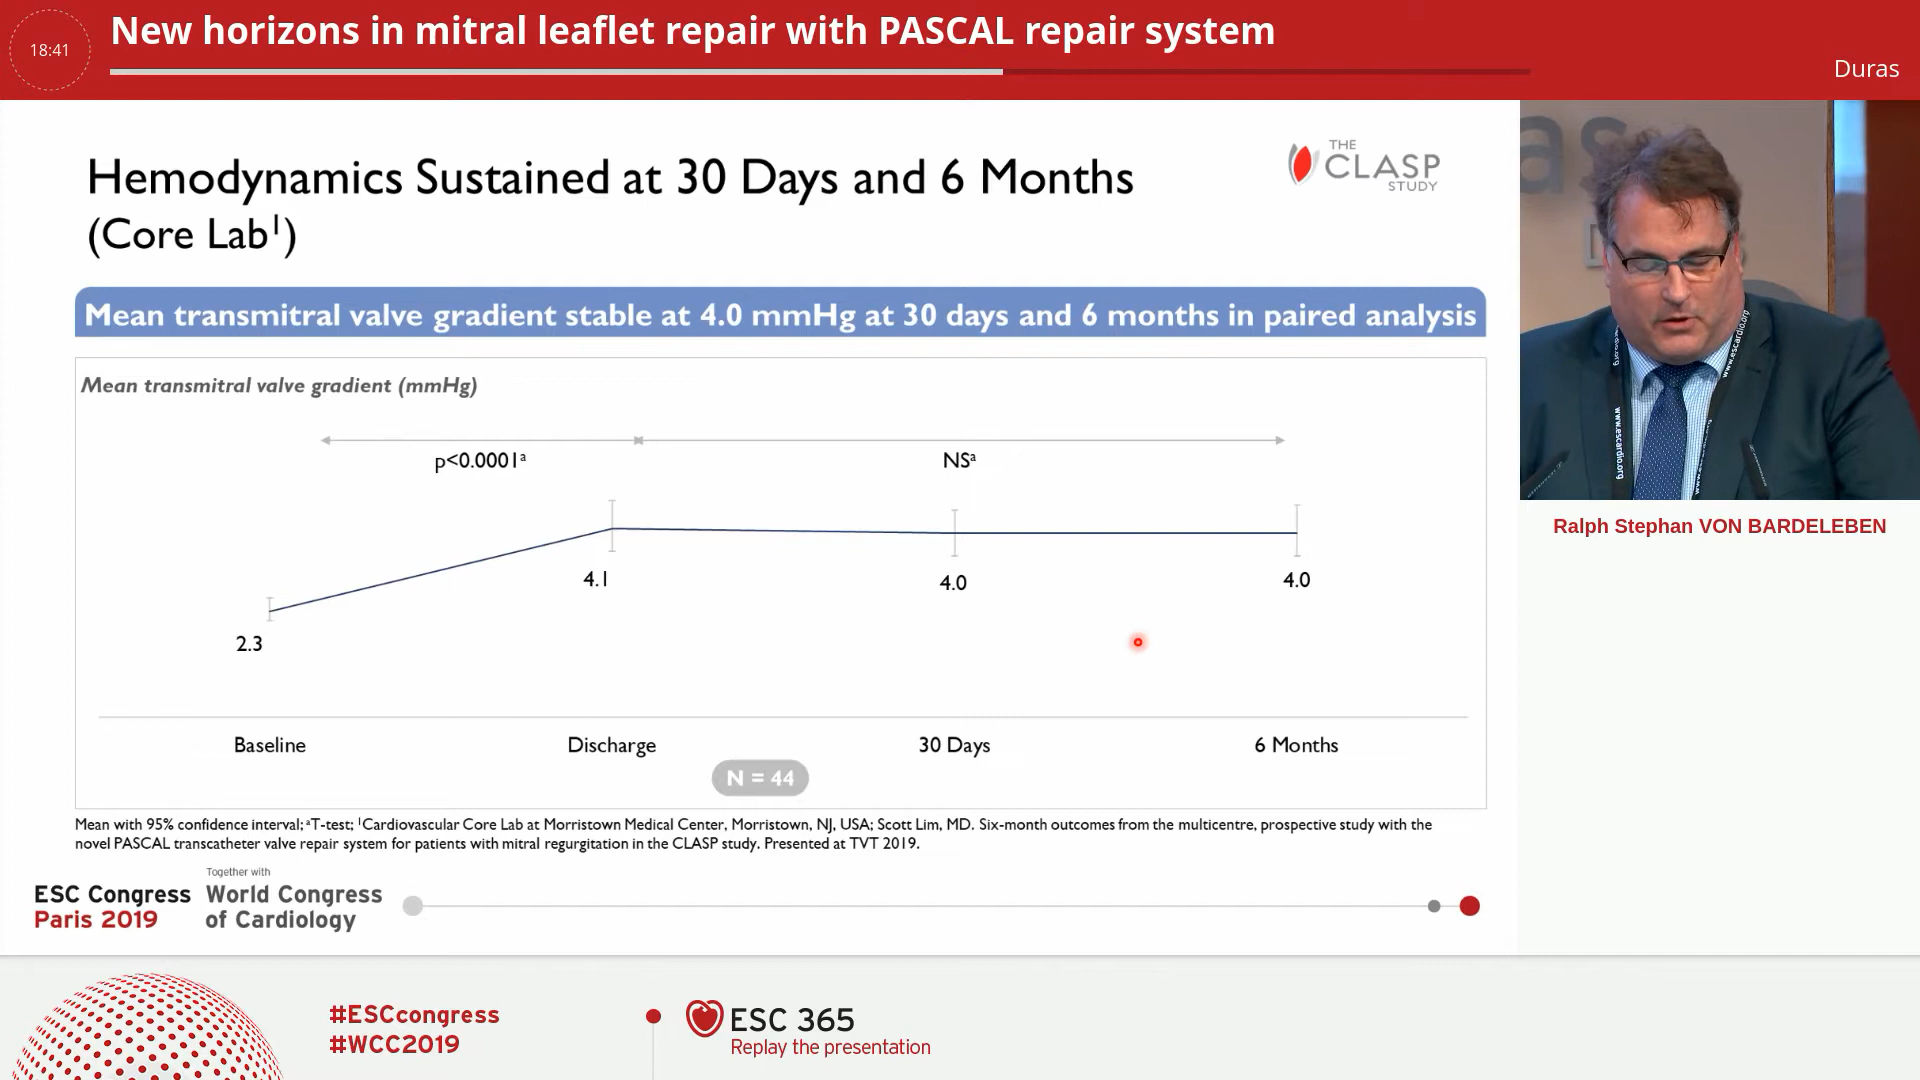 18:41
New horizons in mitral leaflet repair with PASCAL repair system
Duras
Hemodynamics Sustained at 30 Days and 6 Months
(Core Lab¹)
THE
CLASP
STUDY
Mean transmitral valve gradient stable at 4.0 mmHg at 30 days and 6 months in paired analysis
Mean transmitral valve gradient (mmHg)
p<0.0001ᵃ
NSᵃ
2.3
4.1
4.0
4.0
Baseline
Discharge
30 Days
6 Months
N = 44
Mean with 95% confidence interval; ᵃT-test; ¹Cardiovascular Core Lab at Morristown Medical Center, Morristown, NJ, USA; Scott Lim, MD. Six-month outcomes from the multicentre, prospective study with the
novel PASCAL transcatheter valve repair system for patients with mitral regurgitation in the CLASP study. Presented at TVT 2019.
ESC Congress
Paris 2019
Together with
World Congress
of Cardiology
www.escardio.org
www.escardio.org
Ralph Stephan VON BARDELEBEN
#ESCcongress
#WCC2019
ESC 365
Replay the presentation